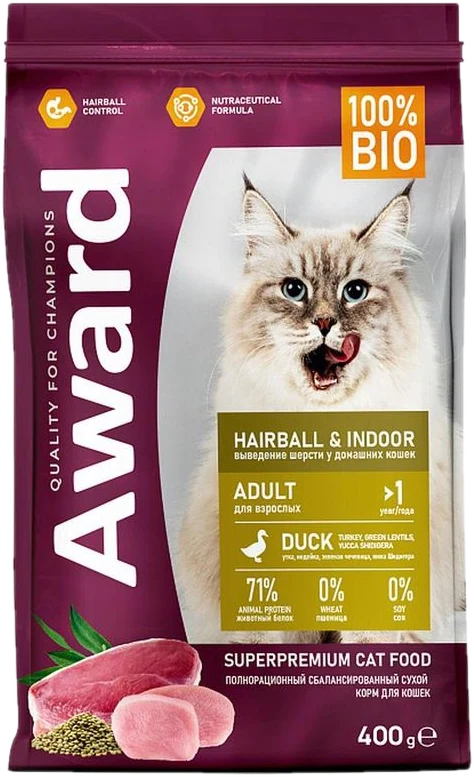 HAIRBALL
CONTROL
NUTRACEUTICAL
FORMULA
100%
BIO
Award
QUALITY FOR CHAMPIONS
HAIRBALL & INDOOR
выведение шерсти у домашних кошек
ADULT
для взрослых
>1
year/года
DUCK
TURKEY, GREEN LENTILS,
YUCCA SHIDIGERA
утка, индейка, зеленая чечевица, юкка Шидигера
71%
ANIMAL PROTEIN
животный белок
0%
WHEAT
пшеница
0%
SOY
соя
SUPERPREMIUM CAT FOOD
ПОЛНОРАЦИОННЫЙ СБАЛАНСИРОВАННЫЙ СУХОЙ
КОРМ ДЛЯ КОШЕК
400g℮